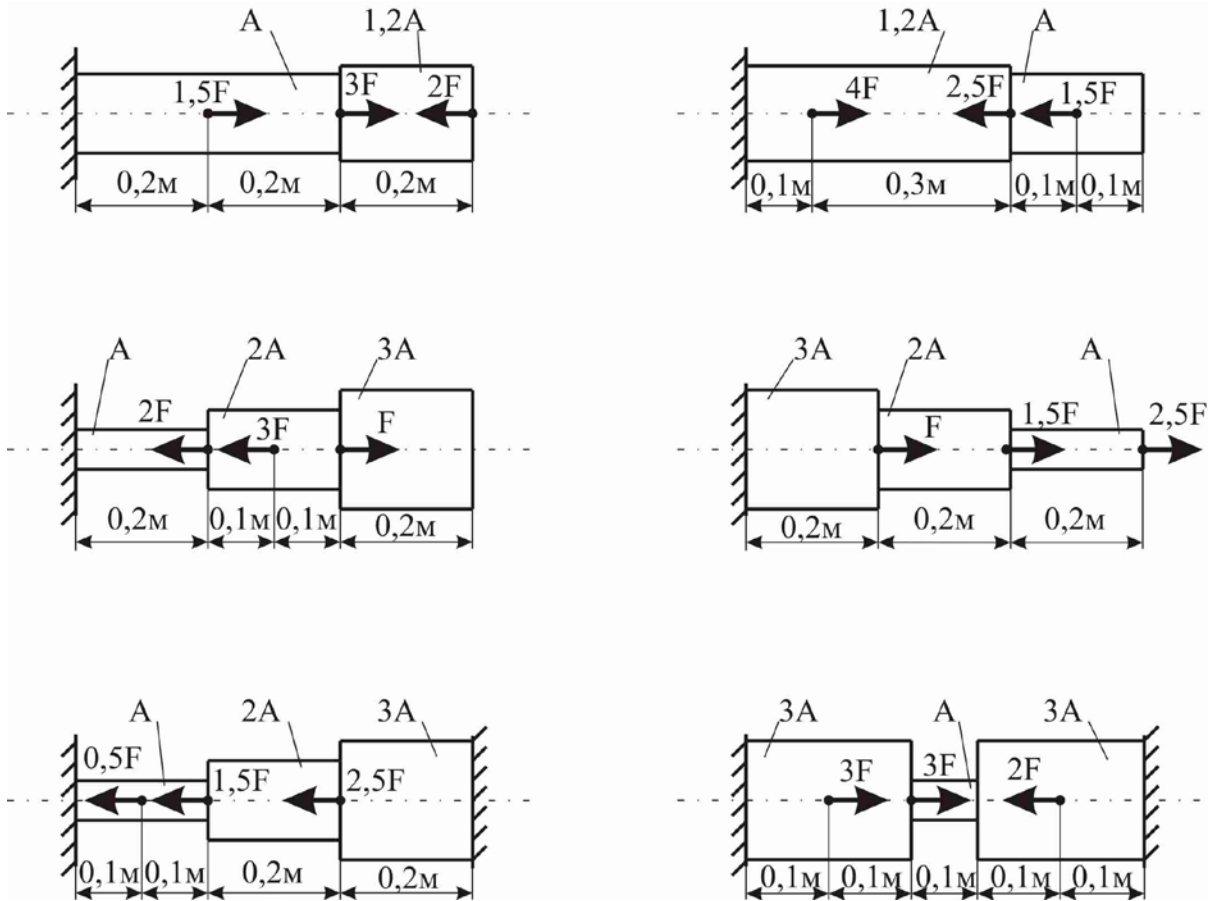 A 1,2A
1,5F 3F 2F
0,2м 0,2м 0,2м
1,2A A
4F 2,5F 1,5F
0,1м 0,3м 0,1м 0,1м
A 2A 3A
2F 3F F
0,2м 0,1м 0,1м 0,2м
3A 2A A
F 1,5F 2,5F
0,2м 0,2м 0,2м
A 2A 3A
0,5F 1,5F 2,5F
0,1м 0,1м 0,2м 0,2м
3A A 3A
3F 3F 2F
0,1м 0,1м 0,1м 0,1м 0,1м